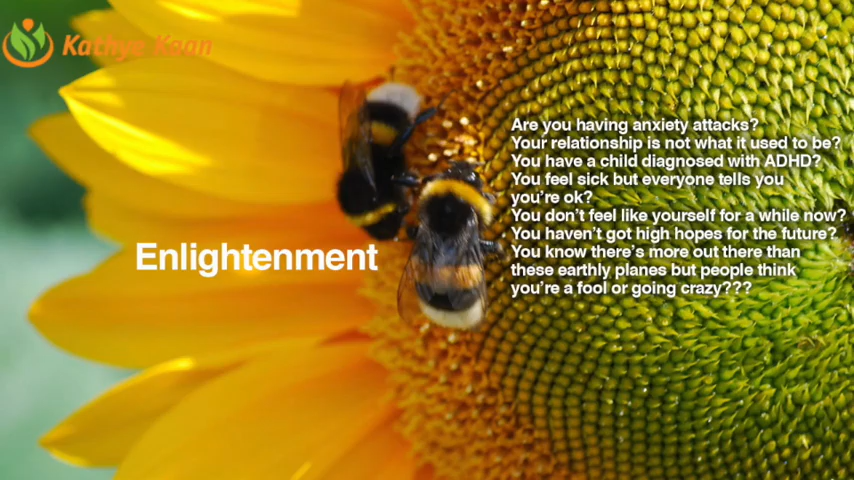 Kathye Kaan
Are you having anxiety attacks?
Your relationship is not what it used to be?
You have a child diagnosed with ADHD?
You feel sick but everyone tells you
you're ok?
You don't feel like yourself for a while now?
You haven't got high hopes for the future?
You know there's more out there than
these earthly planes but people think
you're a fool or going crazy???
Enlightenment